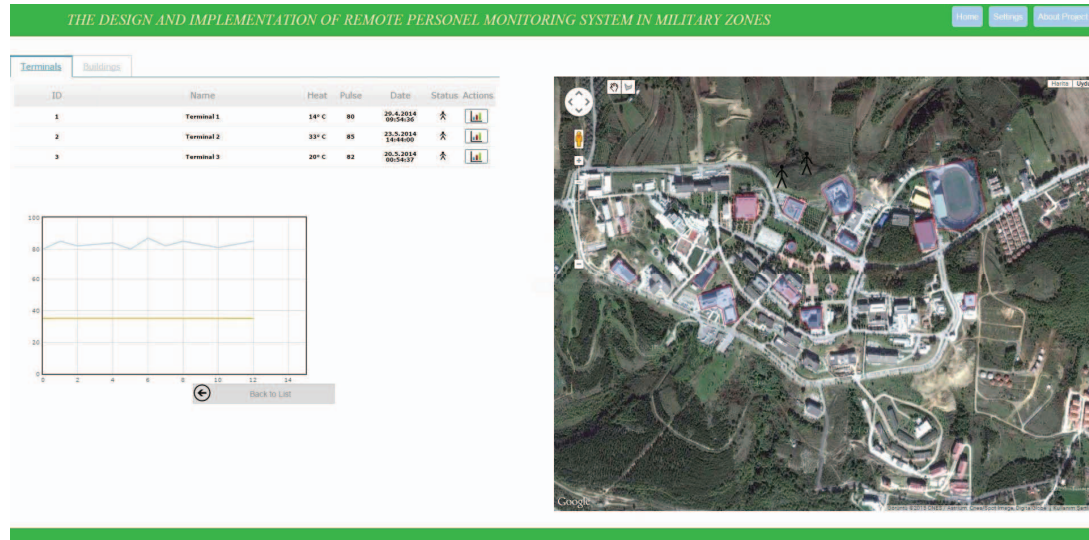 THE DESIGN AND IMPLEMENTATION OF REMOTE PERSONEL MONITORING SYSTEM IN MILITARY ZONES
Home Settings About Project
Terminals Buildings
ID Name Heat Pulse Date Status Actions
1 Terminal 1 14° C 80 29.4.2014 09:54:36
2 Terminal 2 33° C 85 23.5.2014 14:44:00
3 Terminal 3 20° C 82 20.5.2014 00:54:37
Harita Uydu
100
80
60
40
20
0
0 2 4 6 8 10 12 14
Back to List
Google